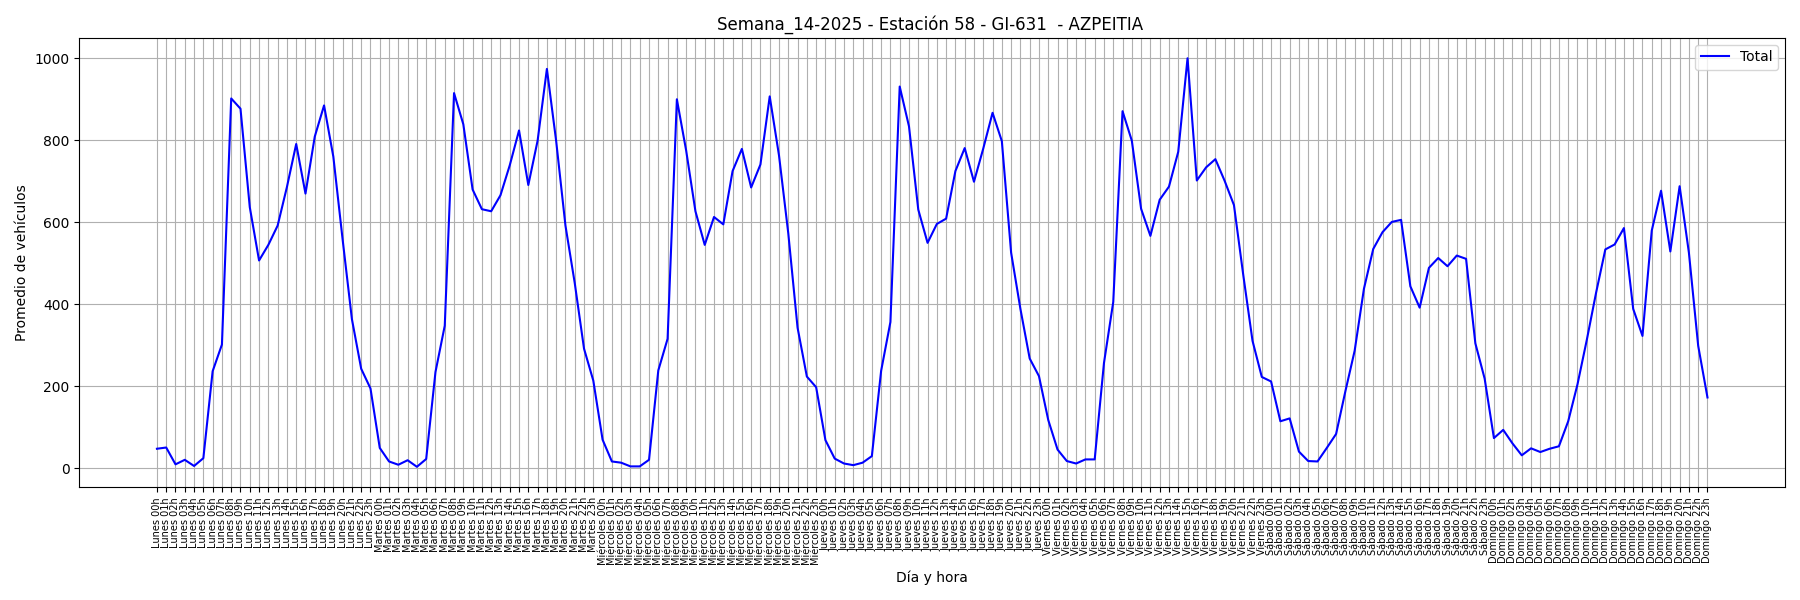 Semana_14-2025 - Estación 58 - GI-631  - AZPEITIA
Total
Promedio de vehículos
1000
800
600
400
200
0
Lunes 00h
Lunes 01h
Lunes 02h
Lunes 03h
Lunes 04h
Lunes 05h
Lunes 06h
Lunes 07h
Lunes 08h
Lunes 09h
Lunes 10h
Lunes 11h
Lunes 12h
Lunes 13h
Lunes 14h
Lunes 15h
Lunes 16h
Lunes 17h
Lunes 18h
Lunes 19h
Lunes 20h
Lunes 21h
Lunes 22h
Lunes 23h
Martes 00h
Martes 01h
Martes 02h
Martes 03h
Martes 04h
Martes 05h
Martes 06h
Martes 07h
Martes 08h
Martes 09h
Martes 10h
Martes 11h
Martes 12h
Martes 13h
Martes 14h
Martes 15h
Martes 16h
Martes 17h
Martes 18h
Martes 19h
Martes 20h
Martes 21h
Martes 22h
Martes 23h
Miércoles 00h
Miércoles 01h
Miércoles 02h
Miércoles 03h
Miércoles 04h
Miércoles 05h
Miércoles 06h
Miércoles 07h
Miércoles 08h
Miércoles 09h
Miércoles 10h
Miércoles 11h
Miércoles 12h
Miércoles 13h
Miércoles 14h
Miércoles 15h
Miércoles 16h
Miércoles 17h
Miércoles 18h
Miércoles 19h
Miércoles 20h
Miércoles 21h
Miércoles 22h
Miércoles 23h
Jueves 00h
Jueves 01h
Jueves 02h
Jueves 03h
Jueves 04h
Jueves 05h
Jueves 06h
Jueves 07h
Jueves 08h
Jueves 09h
Jueves 10h
Jueves 11h
Jueves 12h
Jueves 13h
Jueves 14h
Jueves 15h
Jueves 16h
Jueves 17h
Jueves 18h
Jueves 19h
Jueves 20h
Jueves 21h
Jueves 22h
Jueves 23h
Viernes 00h
Viernes 01h
Viernes 02h
Viernes 03h
Viernes 04h
Viernes 05h
Viernes 06h
Viernes 07h
Viernes 08h
Viernes 09h
Viernes 10h
Viernes 11h
Viernes 12h
Viernes 13h
Viernes 14h
Viernes 15h
Viernes 16h
Viernes 17h
Viernes 18h
Viernes 19h
Viernes 20h
Viernes 21h
Viernes 22h
Viernes 23h
Sábado 00h
Sábado 01h
Sábado 02h
Sábado 03h
Sábado 04h
Sábado 05h
Sábado 06h
Sábado 07h
Sábado 08h
Sábado 09h
Sábado 10h
Sábado 11h
Sábado 12h
Sábado 13h
Sábado 14h
Sábado 15h
Sábado 16h
Sábado 17h
Sábado 18h
Sábado 19h
Sábado 20h
Sábado 21h
Sábado 22h
Sábado 23h
Domingo 00h
Domingo 01h
Domingo 02h
Domingo 03h
Domingo 04h
Domingo 05h
Domingo 06h
Domingo 07h
Domingo 08h
Domingo 09h
Domingo 10h
Domingo 11h
Domingo 12h
Domingo 13h
Domingo 14h
Domingo 15h
Domingo 16h
Domingo 17h
Domingo 18h
Domingo 19h
Domingo 20h
Domingo 21h
Domingo 22h
Domingo 23h
Día y hora